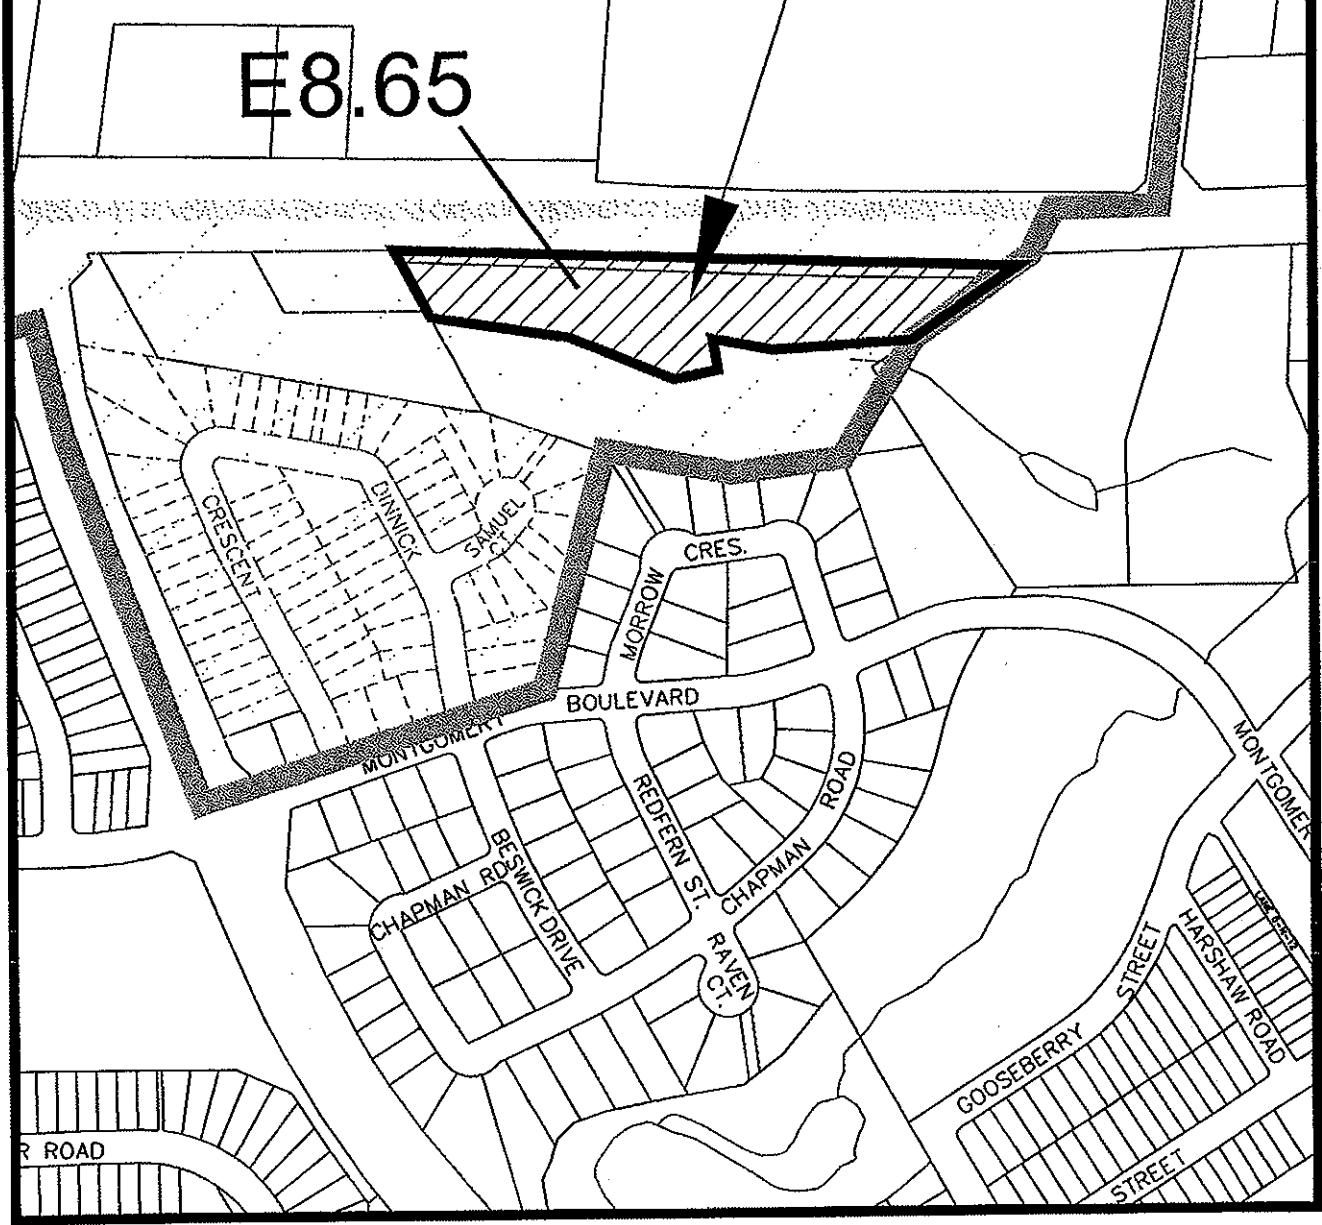 E8.65
CRESCENT
DINNICK
SAMUEL
CT.
CRES.
MORROW
BOULEVARD
MONTGOMERY
MONTGOMER
REDFERN ST.
ROAD
CHAPMAN
BESWICK DRIVE
CHAPMAN RD
RAVEN
CT.
STREET
GOOSEBERRY
HARSHAW ROAD
R ROAD
STREET